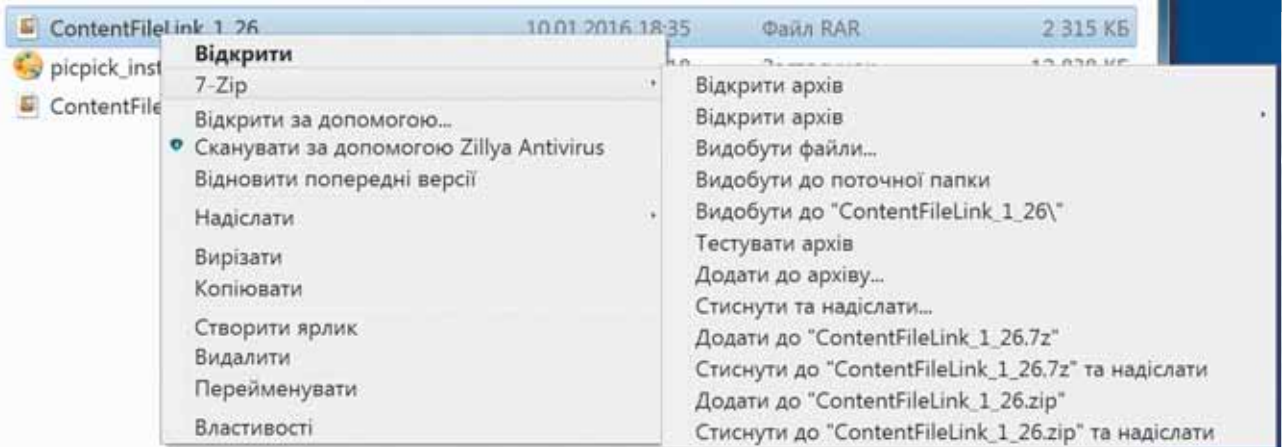 ContentFileLink_1_26 10.01.2016 18:35 Файл RAR 2 315 КБ
picpick_inst
ContentFile
Відкрити
7-Zip
Відкрити за допомогою...
Сканувати за допомогою Zillya Antivirus
Відновити попередні версії
Надіслати
Вирізати
Копіювати
Створити ярлик
Видалити
Перейменувати
Властивості
Відкрити архів
Відкрити архів
Видобути файли...
Видобути до поточної папки
Видобути до "ContentFileLink_1_26\"
Тестувати архів
Додати до архіву...
Стиснути та надіслати...
Додати до "ContentFileLink_1_26.7z"
Стиснути до "ContentFileLink_1_26.7z" та надіслати
Додати до "ContentFileLink_1_26.zip"
Стиснути до "ContentFileLink_1_26.zip" та надіслати